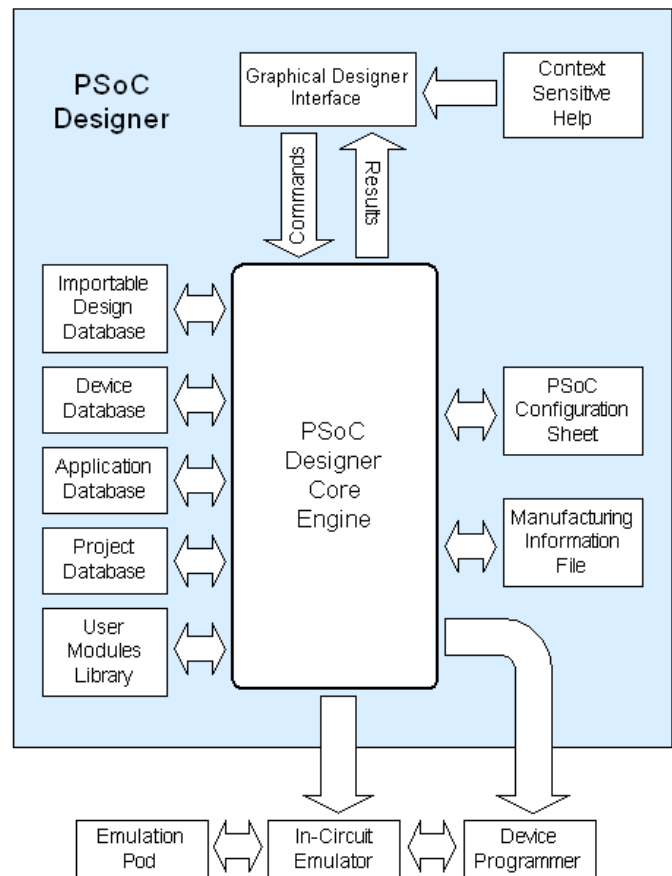 PSoC
Designer
Graphical Designer
Interface
Context
Sensitive
Help
Commands
Results
Importable
Design
Database
Device
Database
Application
Database
Project
Database
User
Modules
Library
PSoC
Designer
Core
Engine
PSoC
Configuration
Sheet
Manufacturing
Information
File
Emulation
Pod
In-Circuit
Emulator
Device
Programmer